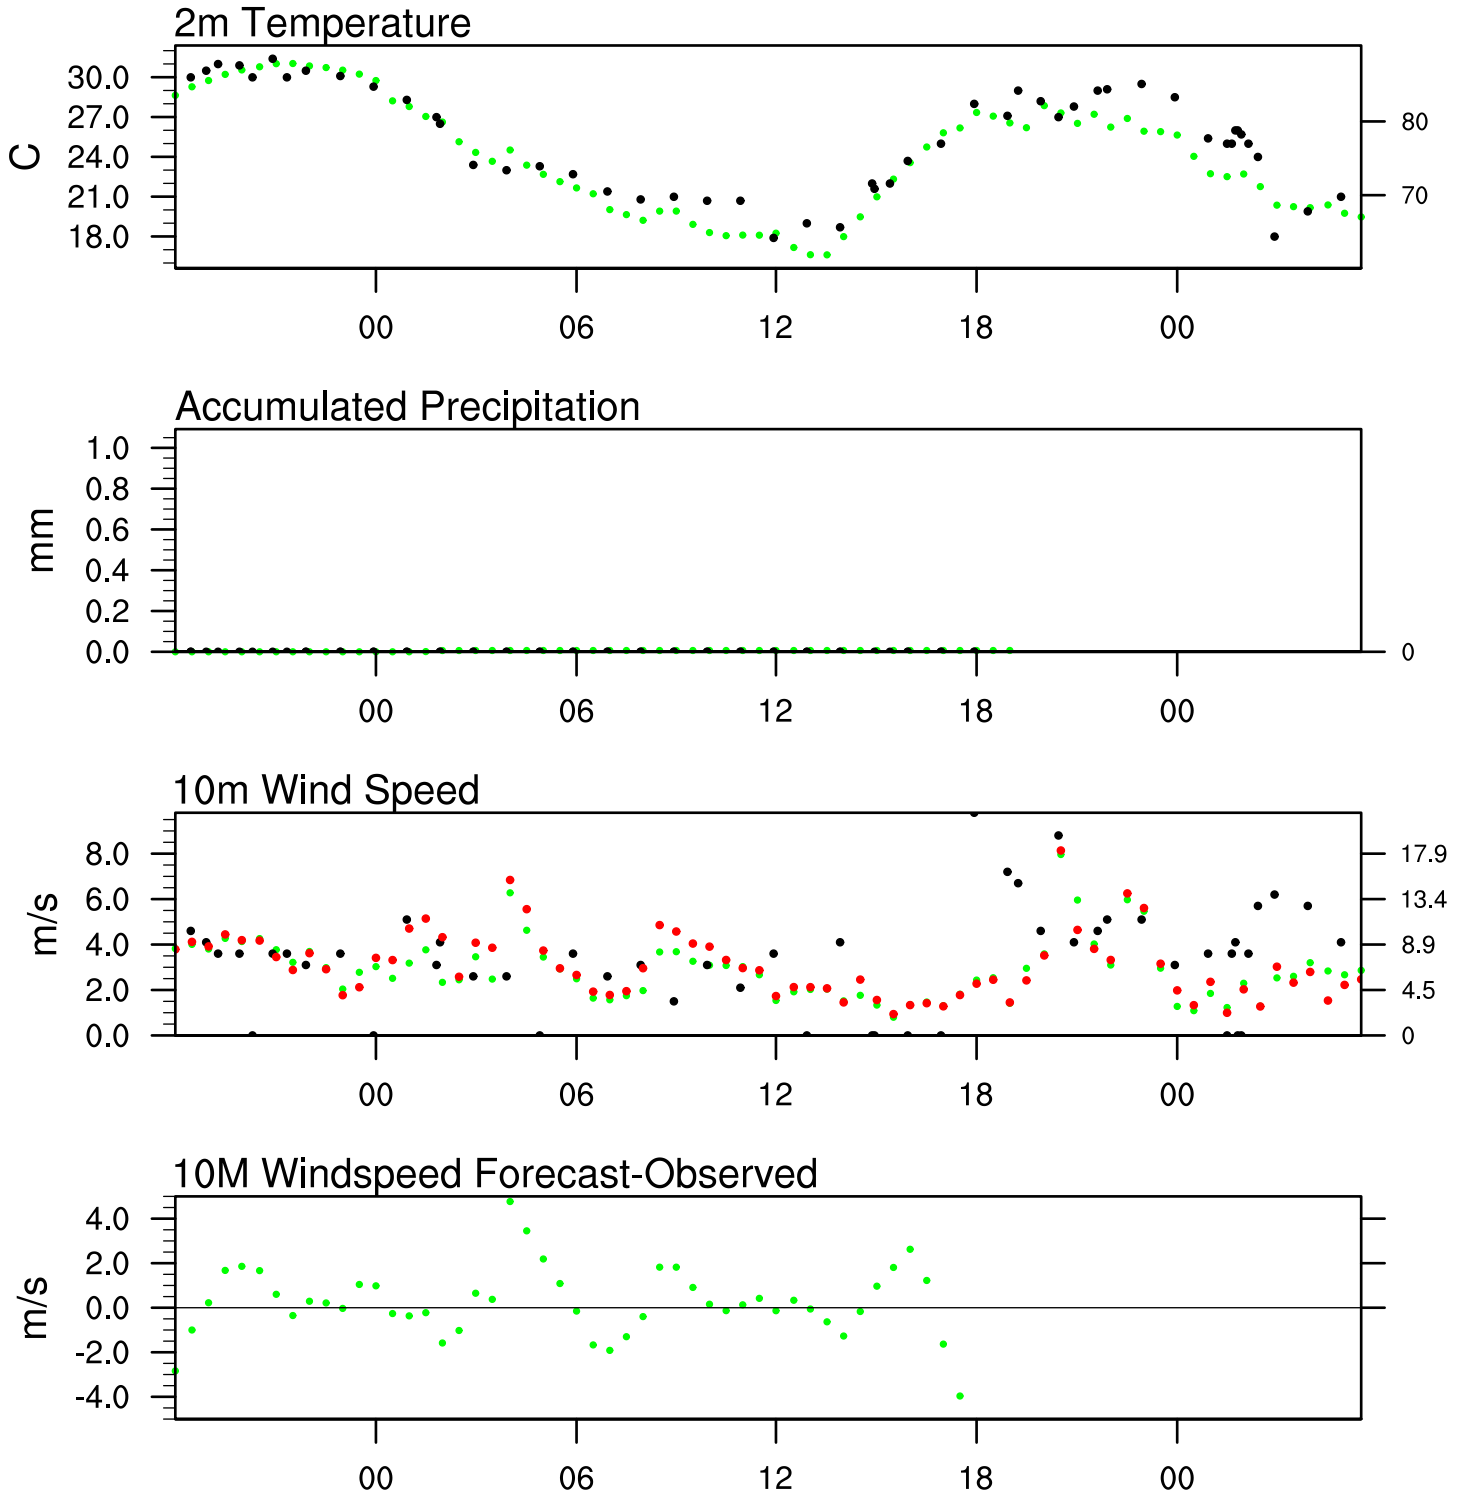 2m Temperature
30.0
27.0
24.0
21.0
18.0
C
80
70
00 06 12 18 00
Accumulated Precipitation
1.0
0.8
0.6
0.4
0.2
0.0
mm
0
00 06 12 18 00
10m Wind Speed
8.0
6.0
4.0
2.0
0.0
m/s
17.9
13.4
8.9
4.5
0
00 06 12 18 00
10M Windspeed Forecast-Observed
4.0
2.0
0.0
-2.0
-4.0
m/s
00 06 12 18 00